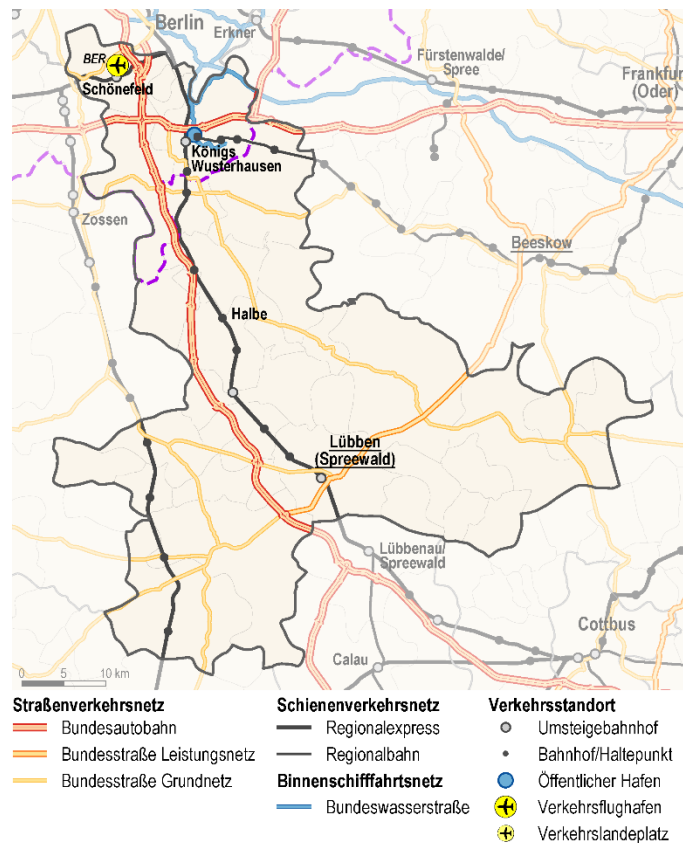 Berlin
Erkner
BER
Schönefeld
Fürstenwalde/
Spree
Frankfurt
(Oder)
Königs
Wusterhausen
Zossen
Beeskow
Halbe
Lübben
(Spreewald)
Lübbenau/
Spreewald
Cottbus
Calau
0 5 10 km
Straßenverkehrsnetz
Bundesautobahn
Bundesstraße Leistungsnetz
Bundesstraße Grundnetz
Schienenverkehrsnetz
Regionalexpress
Regionalbahn
Binnenschifffahrtsnetz
Bundeswasserstraße
Verkehrsstandort
Umsteigebahnhof
Bahnhof/Haltepunkt
Öffentlicher Hafen
Verkehrsflughafen
Verkehrslandeplatz